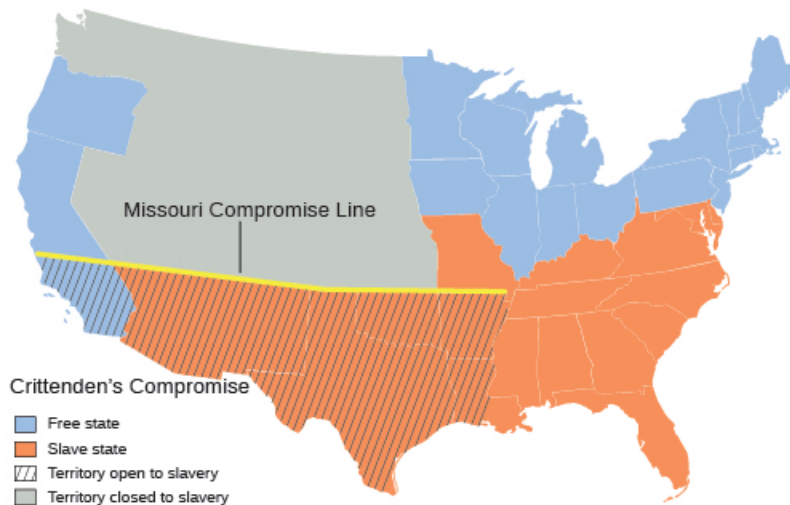 Missouri Compromise Line
Crittenden's Compromise
Free state
Slave state
Territory open to slavery
Territory closed to slavery